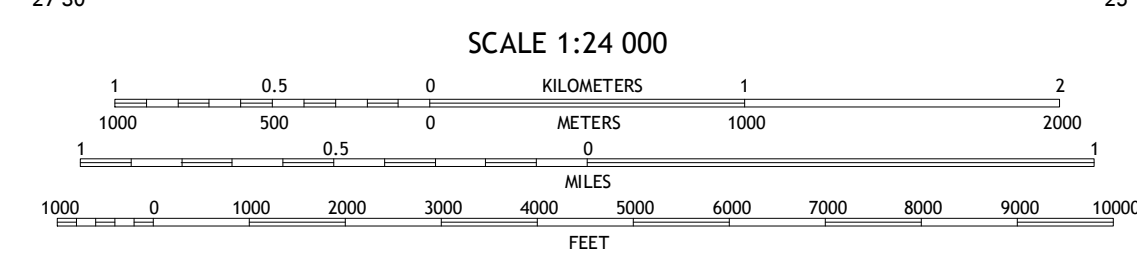 27'30" 25'
SCALE 1:24 000
1 0.5 0 KILOMETERS 1 2
1000 500 0 METERS 1000 2000
1 0.5 0 1
MILES
1000 0 1000 2000 3000 4000 5000 6000 7000 8000 9000 10000
FEET